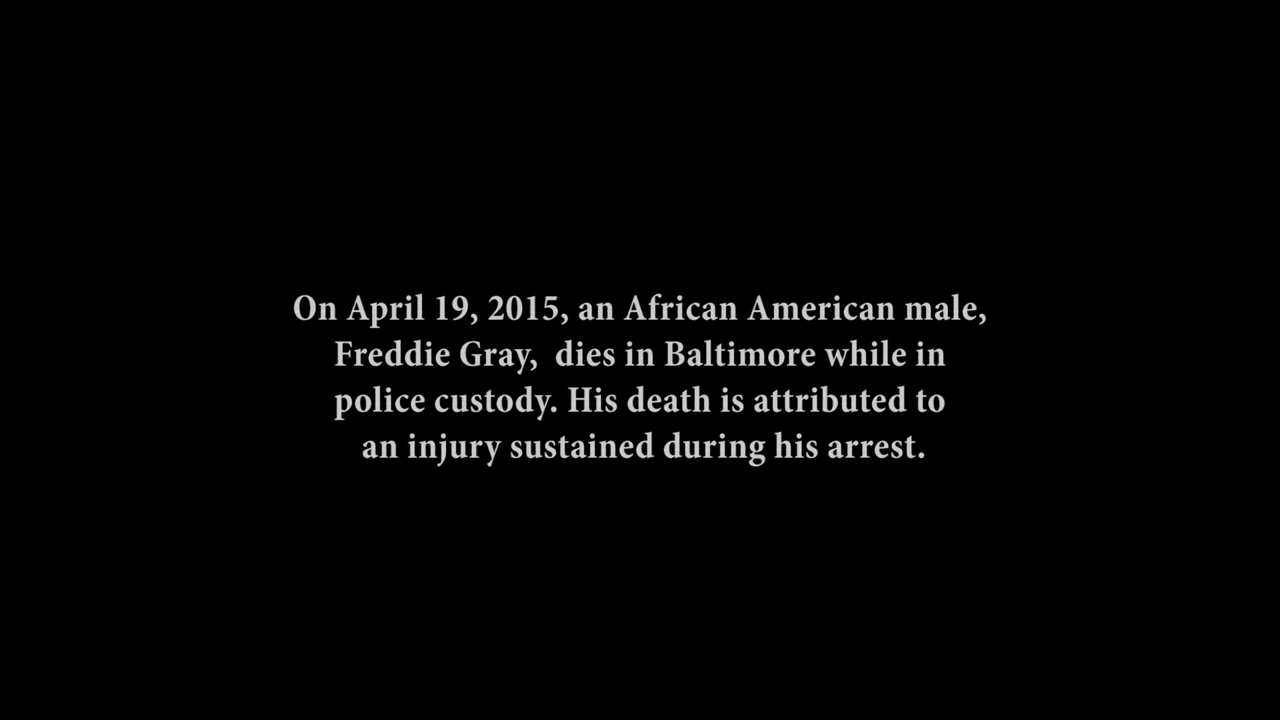 On April 19, 2015, an African American male,
Freddie Gray,  dies in Baltimore while in
police custody. His death is attributed to
an injury sustained during his arrest.